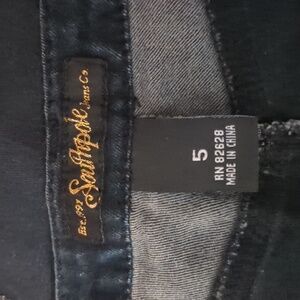 Est. 1991
Southpole
Jeans Co.
5
RN 82628
MADE IN CHINA